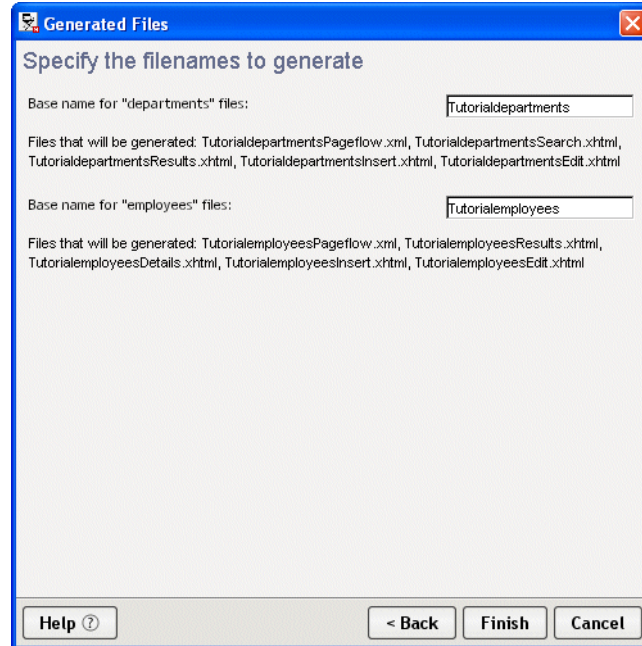 Generated Files
Specify the filenames to generate
Base name for "departments" files:
Tutorialdepartments
Files that will be generated: TutorialdepartmentsPageflow.xml, TutorialdepartmentsSearch.xhtml,
TutorialdepartmentsResults.xhtml, TutorialdepartmentsInsert.xhtml, TutorialdepartmentsEdit.xhtml
Base name for "employees" files:
Tutorialemployees
Files that will be generated: TutorialemployeesPageflow.xml, TutorialemployeesResults.xhtml,
TutorialemployeesDetails.xhtml, TutorialemployeesInsert.xhtml, TutorialemployeesEdit.xhtml
Help ?
< Back
Finish
Cancel